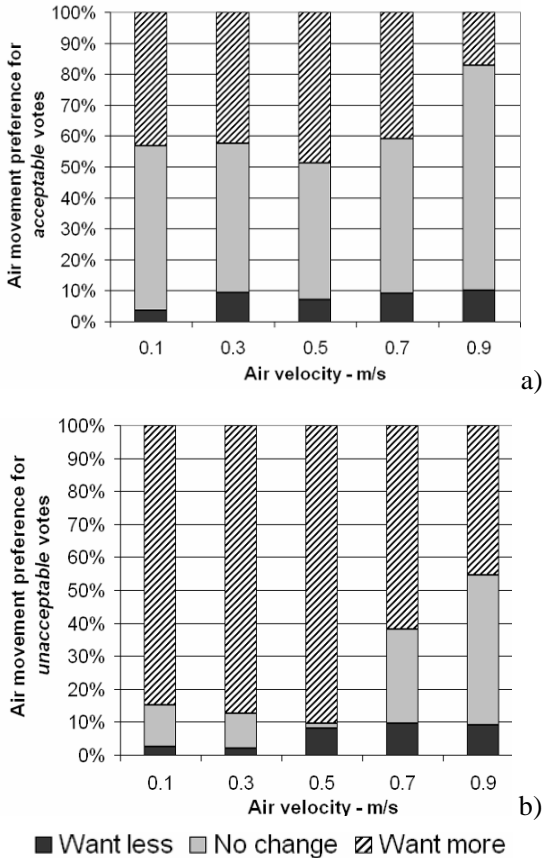 Air movement preference for
acceptable votes
100%
90%
80%
70%
60%
50%
40%
30%
20%
10%
0%
0.1 0.3 0.5 0.7 0.9
Air velocity - m/s
a)
Air movement preference for
unacceptable votes
100%
90%
80%
70%
60%
50%
40%
30%
20%
10%
0%
0.1 0.3 0.5 0.7 0.9
Air velocity - m/s
b)
Want less No change Want more